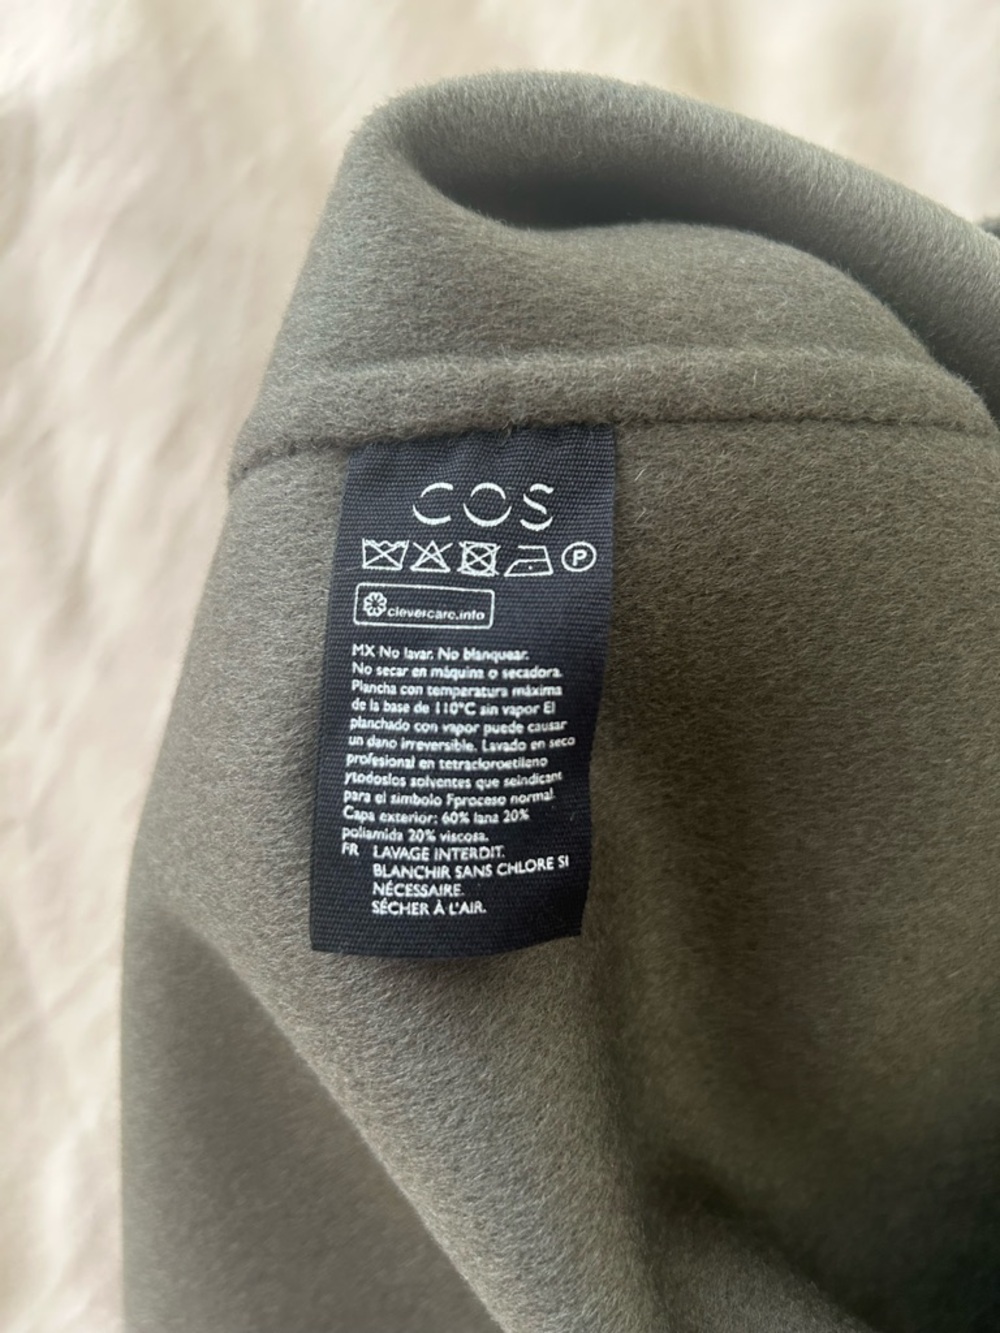 COS
P
clevercare.info
MX No lavar. No blanquear.
No secar en máquina o secadora.
Plancha con temperatura máxima
de la base de 110°C sin vapor El
planchado con vapor puede causar
un dano irreversible. Lavado en seco
profesional en tetracloroetileno
ytodoslos solventes que seindican
para el simbolo Fproceso normal.
Capa exterior: 60% lana 20%
poliamida 20% viscosa.
FR LAVAGE INTERDIT.
BLANCHIR SANS CHLORE SI
NÉCESSAIRE.
SÉCHER À L'AIR.